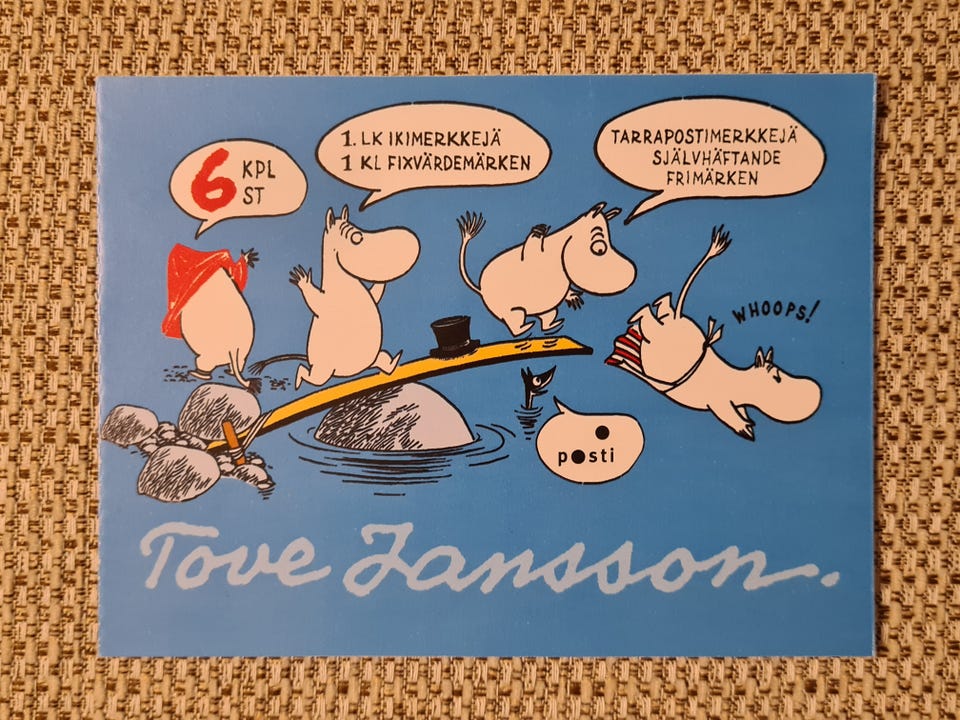 6 KPL
ST
1. LK IKIMERKKEJÄ
1 KL FIXVÄRDEMÄRKEN
TARRAPOSTIMERKKEJÄ
SJÄLVHÄFTANDE
FRIMÄRKEN
WHOOPS!
posti
Tove Jansson.